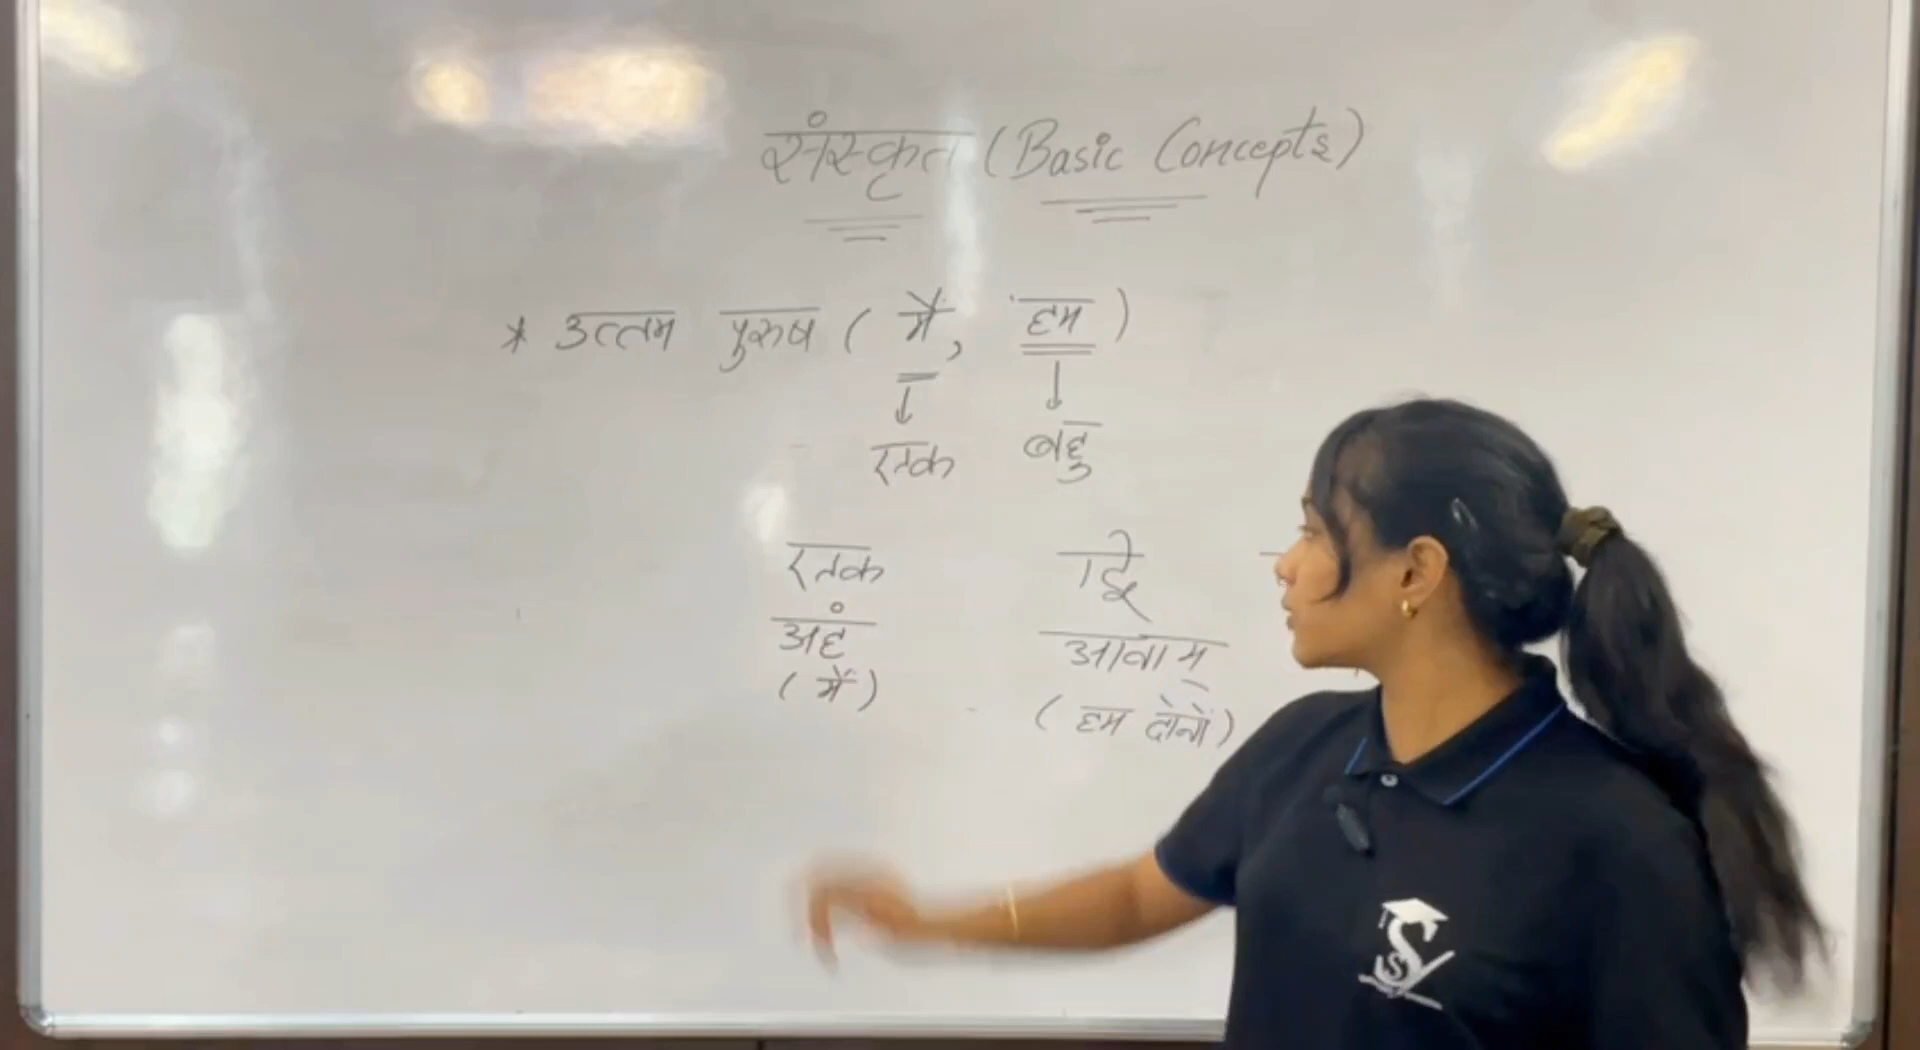 संस्कृत (Basic Concepts)
* उत्तम पुरुष ( मैं, हम )
↓ ↓
एक बहु
एक द्वि
अहं आवाम्
( मैं ) ( हम दोनों )